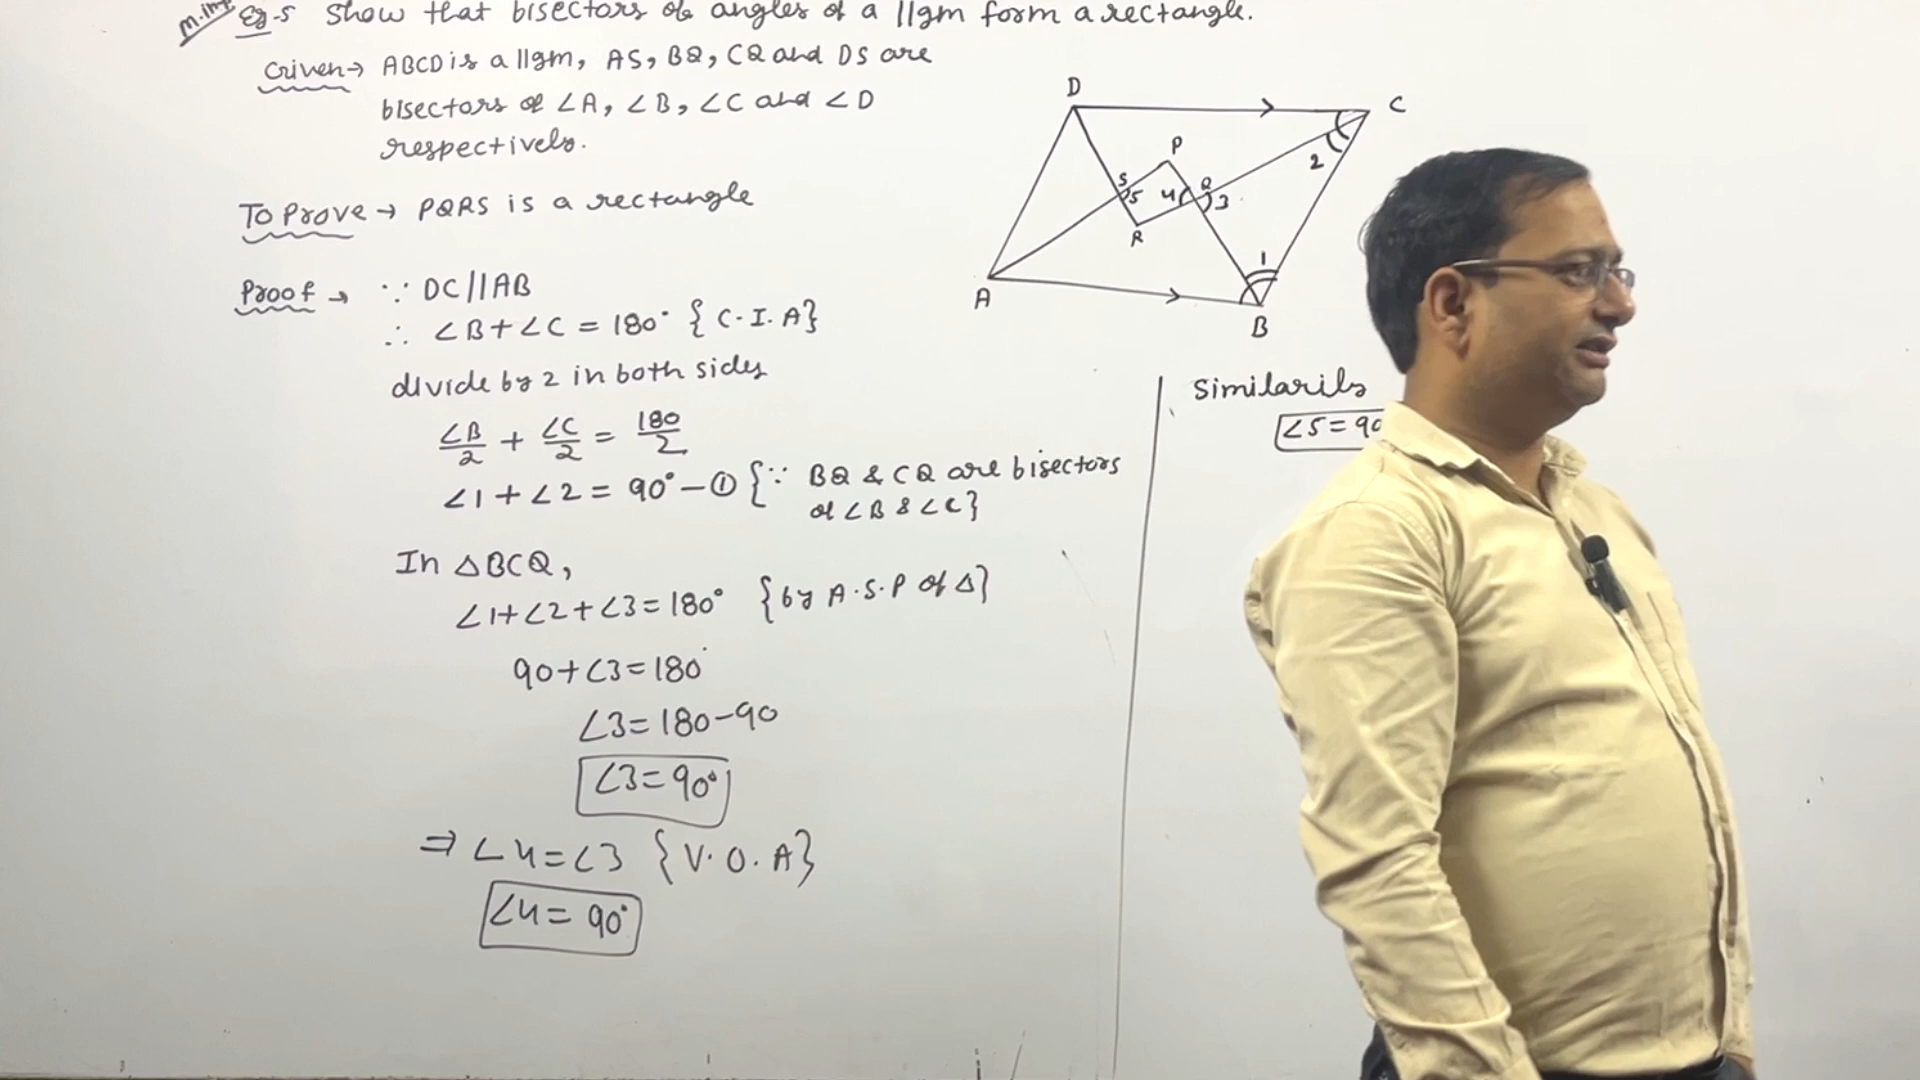 M.imp Eg-5 Show that bisectors of angles of a ||gm form a rectangle.
Given→ ABCD is a ||gm, AS, BQ, CQ and DS are
bisectors of ∠A, ∠B, ∠C and ∠D
respectively.
To Prove → PQRS is a rectangle
Proof → ∵ DC//AB
∴ ∠B+∠C = 180° {C.I.A}
divide by 2 in both sides
∠B/2 + ∠C/2 = 180/2
∠1+∠2 = 90° - ① {∵ BQ & CQ are bisectors
of ∠B & ∠C}
In △BCQ,
∠1+∠2+∠3=180° {by A.S.P of △}
90+∠3=180°
∠3=180-90
∠3=90°
⇒ ∠4=∠3 {V.O.A}
∠4=90°
D
C
P
2
S
5
4
Q
3
R
1
A
B
Similarily
∠5=90